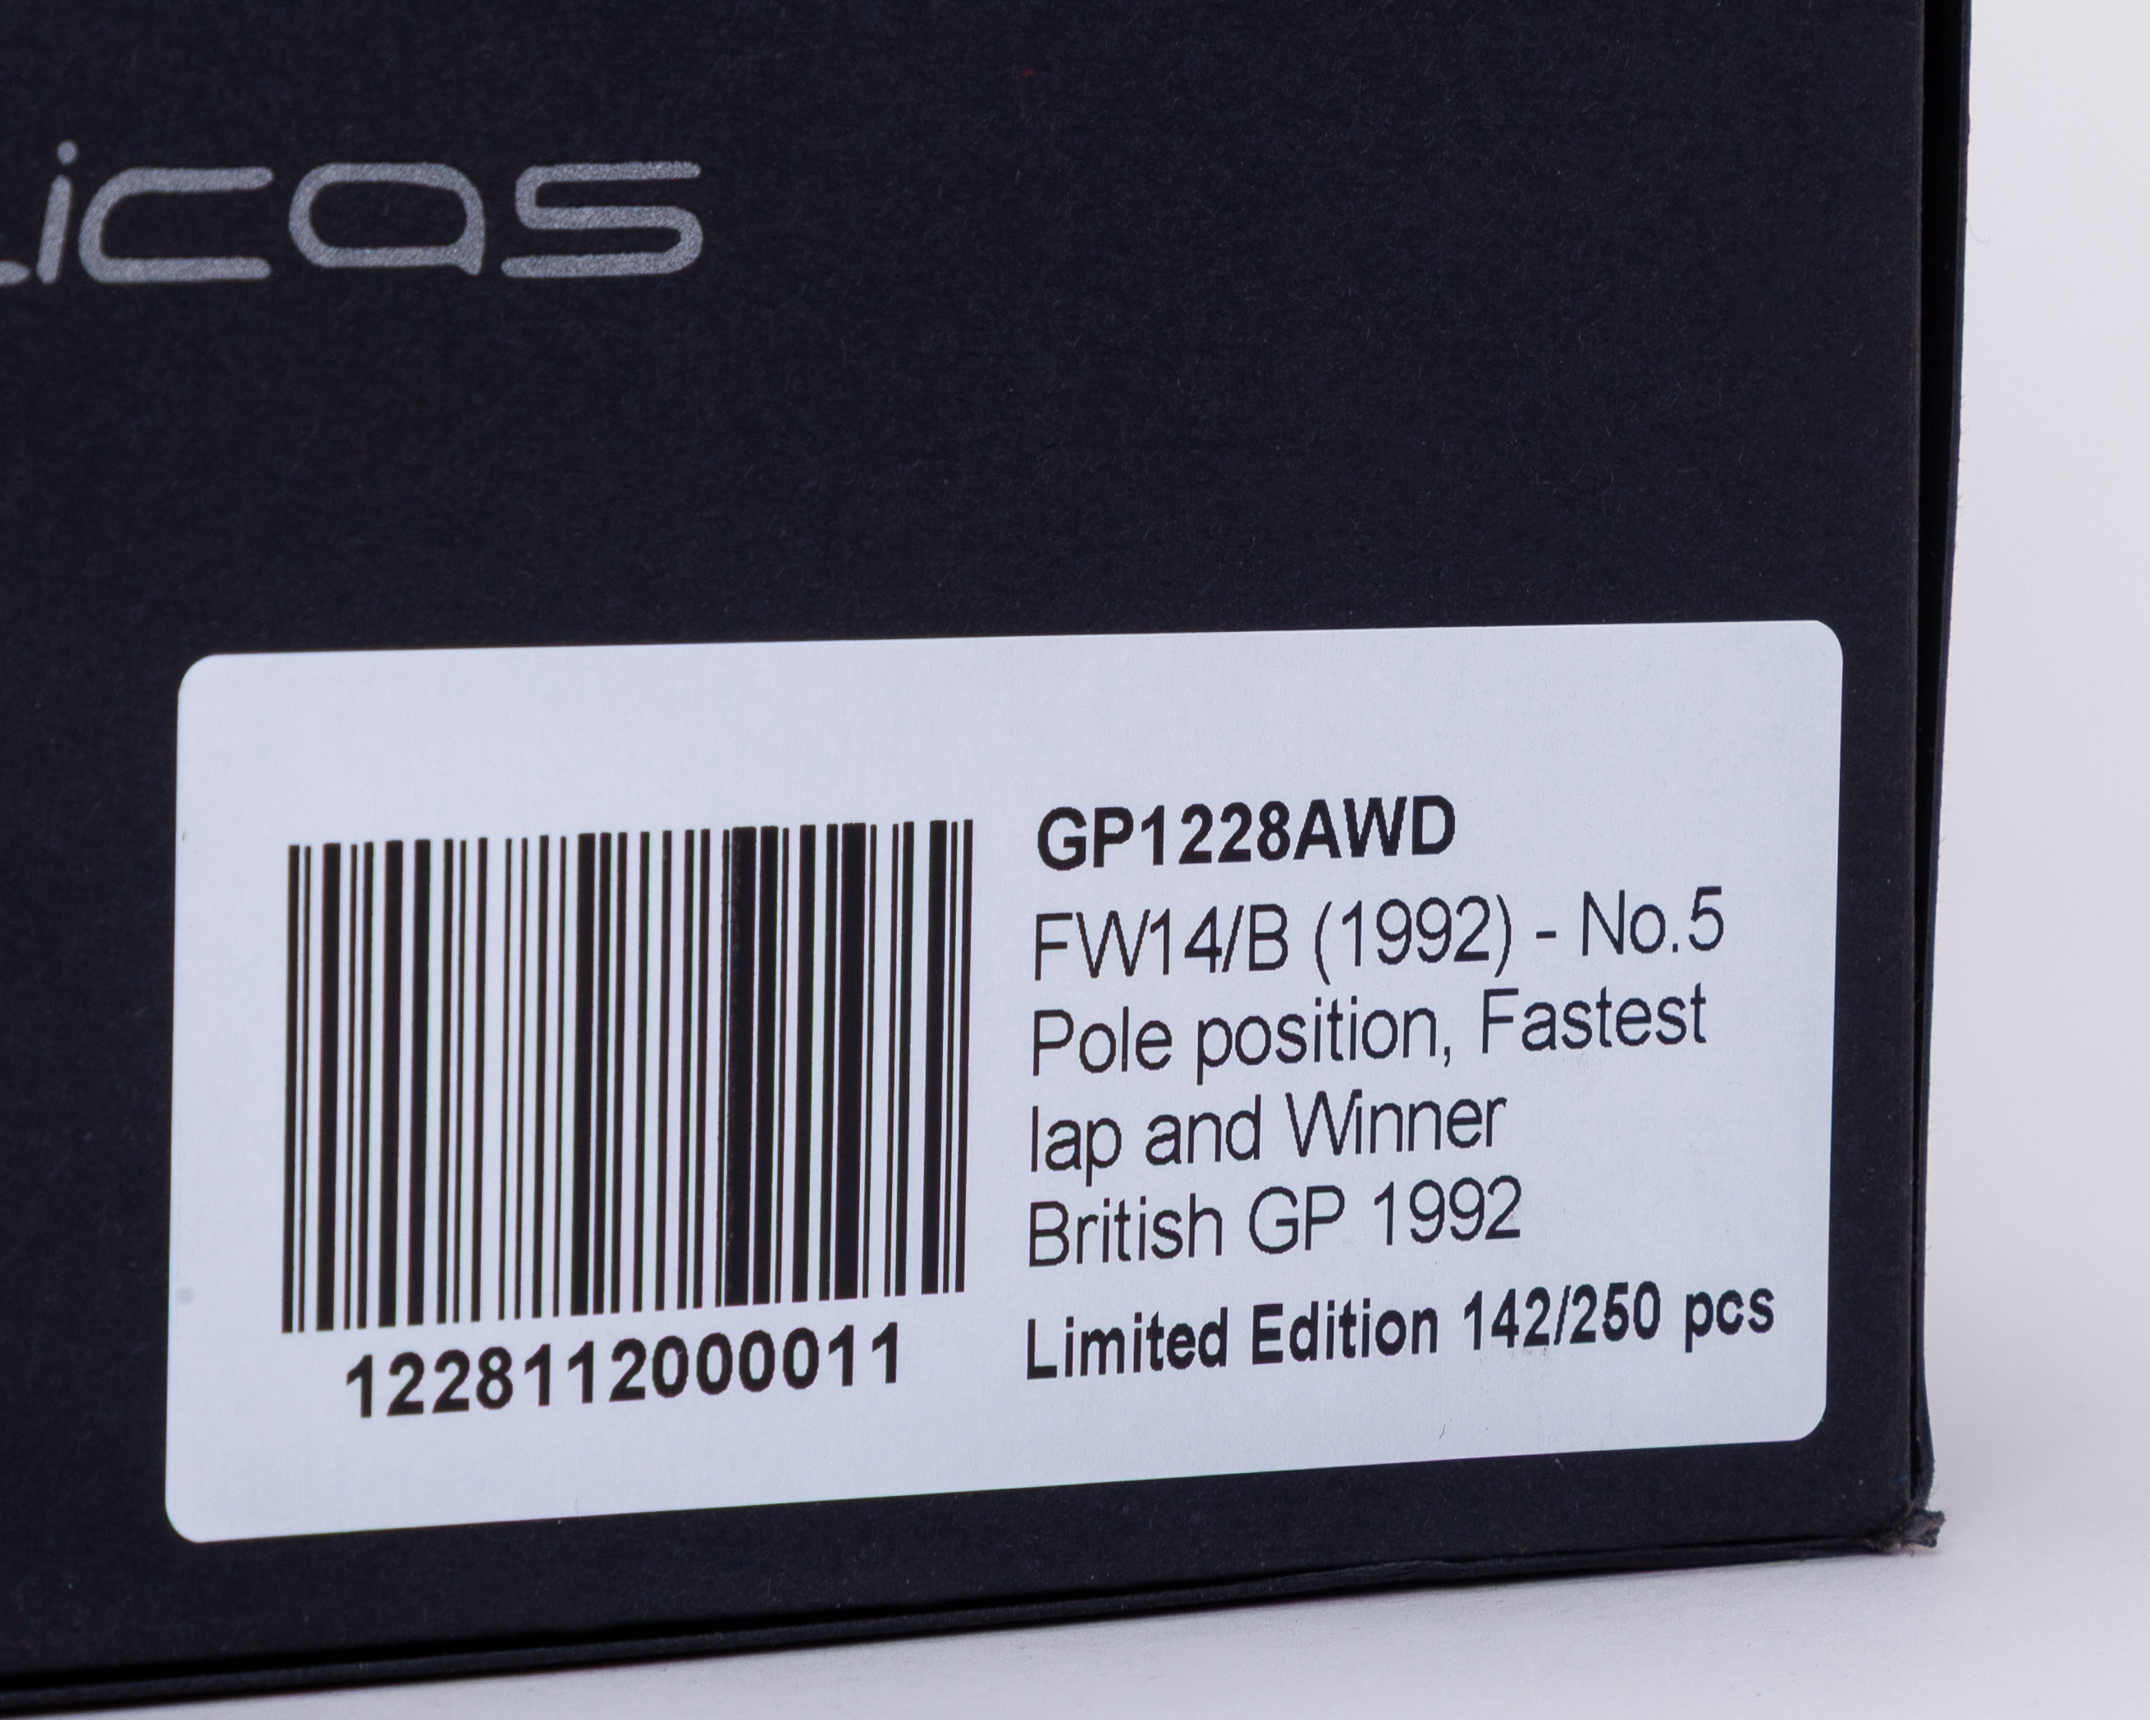 licas
GP1228AWD
FW14/B (1992) - No.5
Pole position, Fastest
lap and Winner
British GP 1992
Limited Edition 142/250 pcs
1228112000011